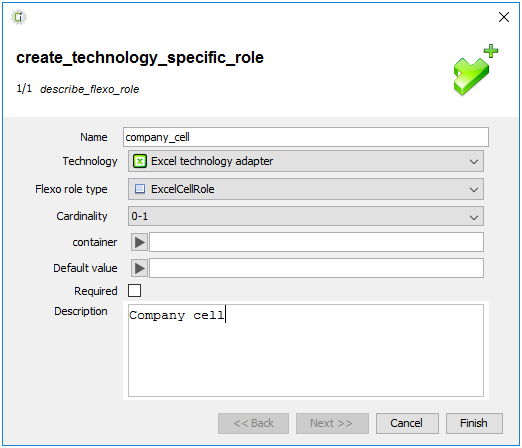 create_technology_specific_role
1/1 describe_flexo_role
Name company_cell
Technology Excel technology adapter
Flexo role type ExcelCellRole
Cardinality 0-1
container
Default value
Required
Description Company cell
<< Back Next >> Cancel Finish